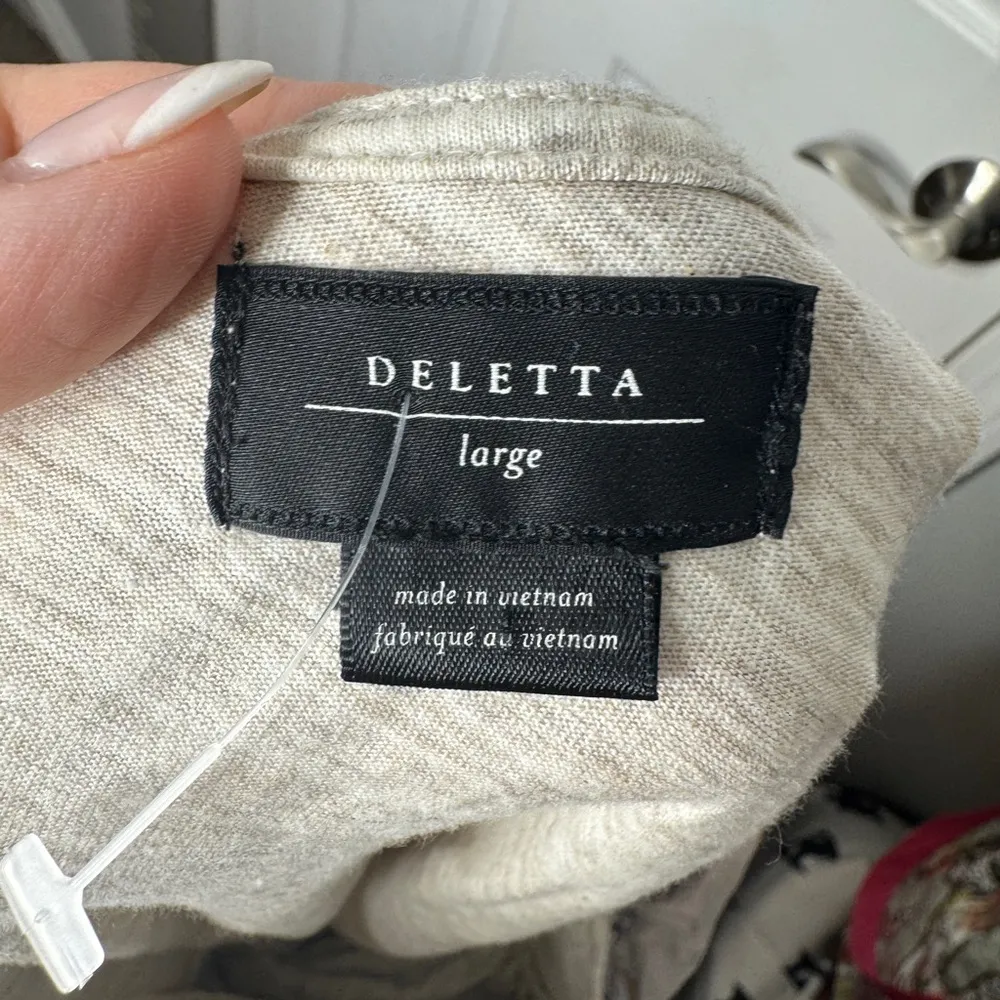 DELETTA
large
made in vietnam
fabriqué au vietnam